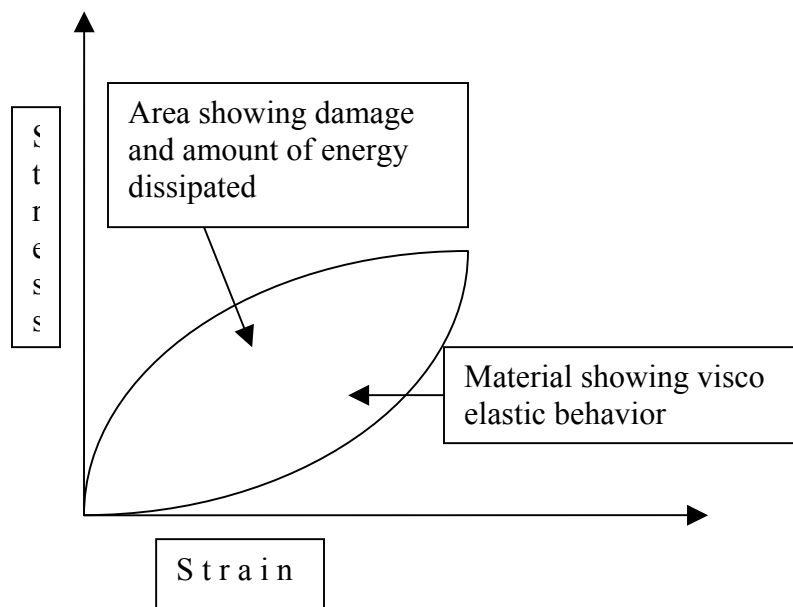 Area showing damage
and amount of energy
dissipated
S
t
r
e
s
s
Material showing visco
elastic behavior
S t r a i n